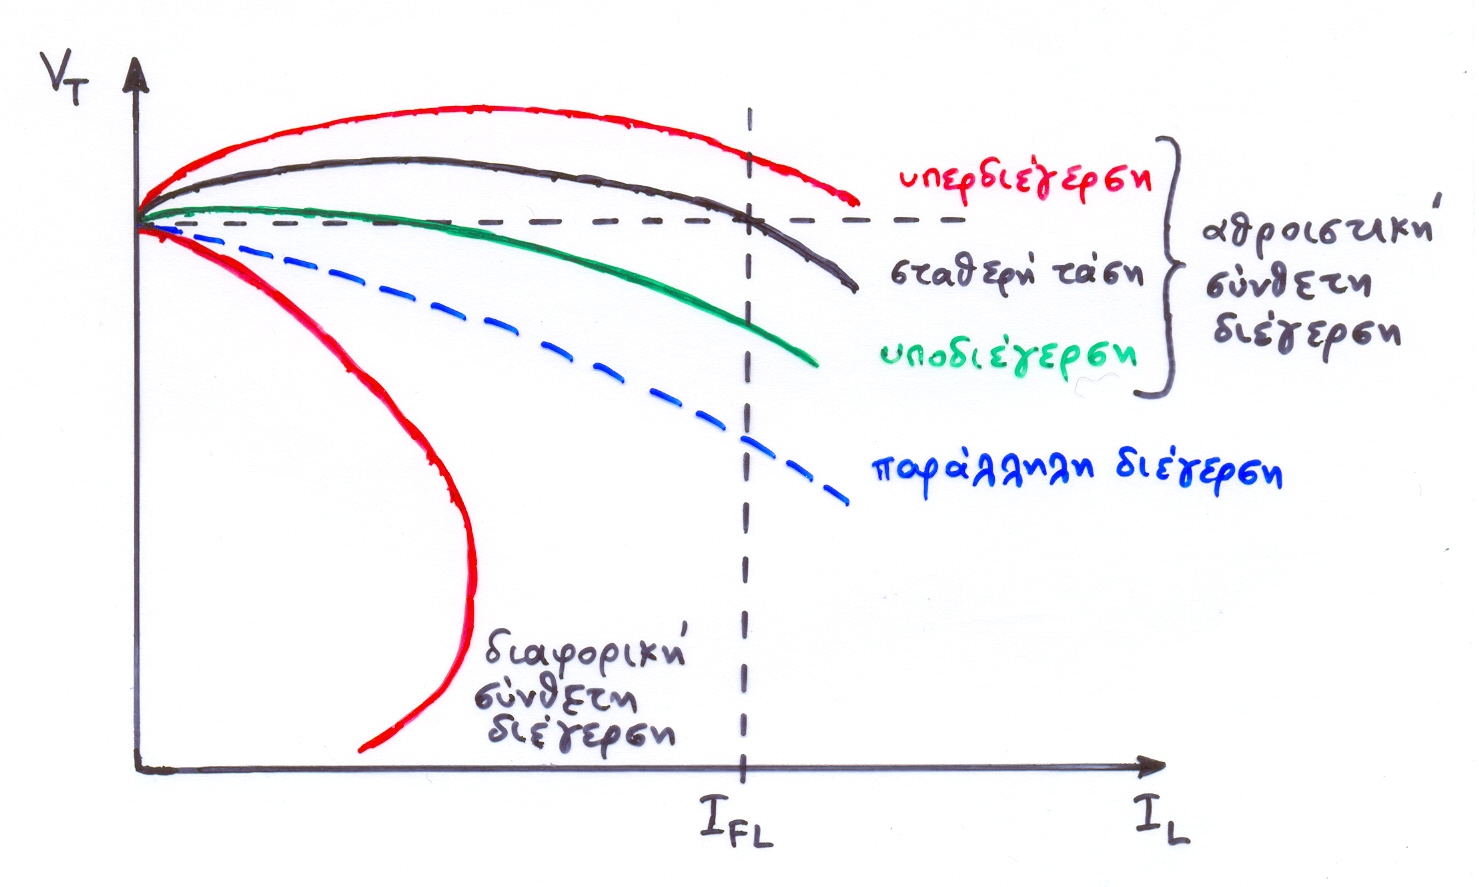 V_T
υπερδιέγερση
σταθερή τάση
υποδιέγερση
αθροιστική
σύνθετη
διέγερση
παράλληλη διέγερση
διαφορική
σύνθετη
διέγερση
I_FL
I_L